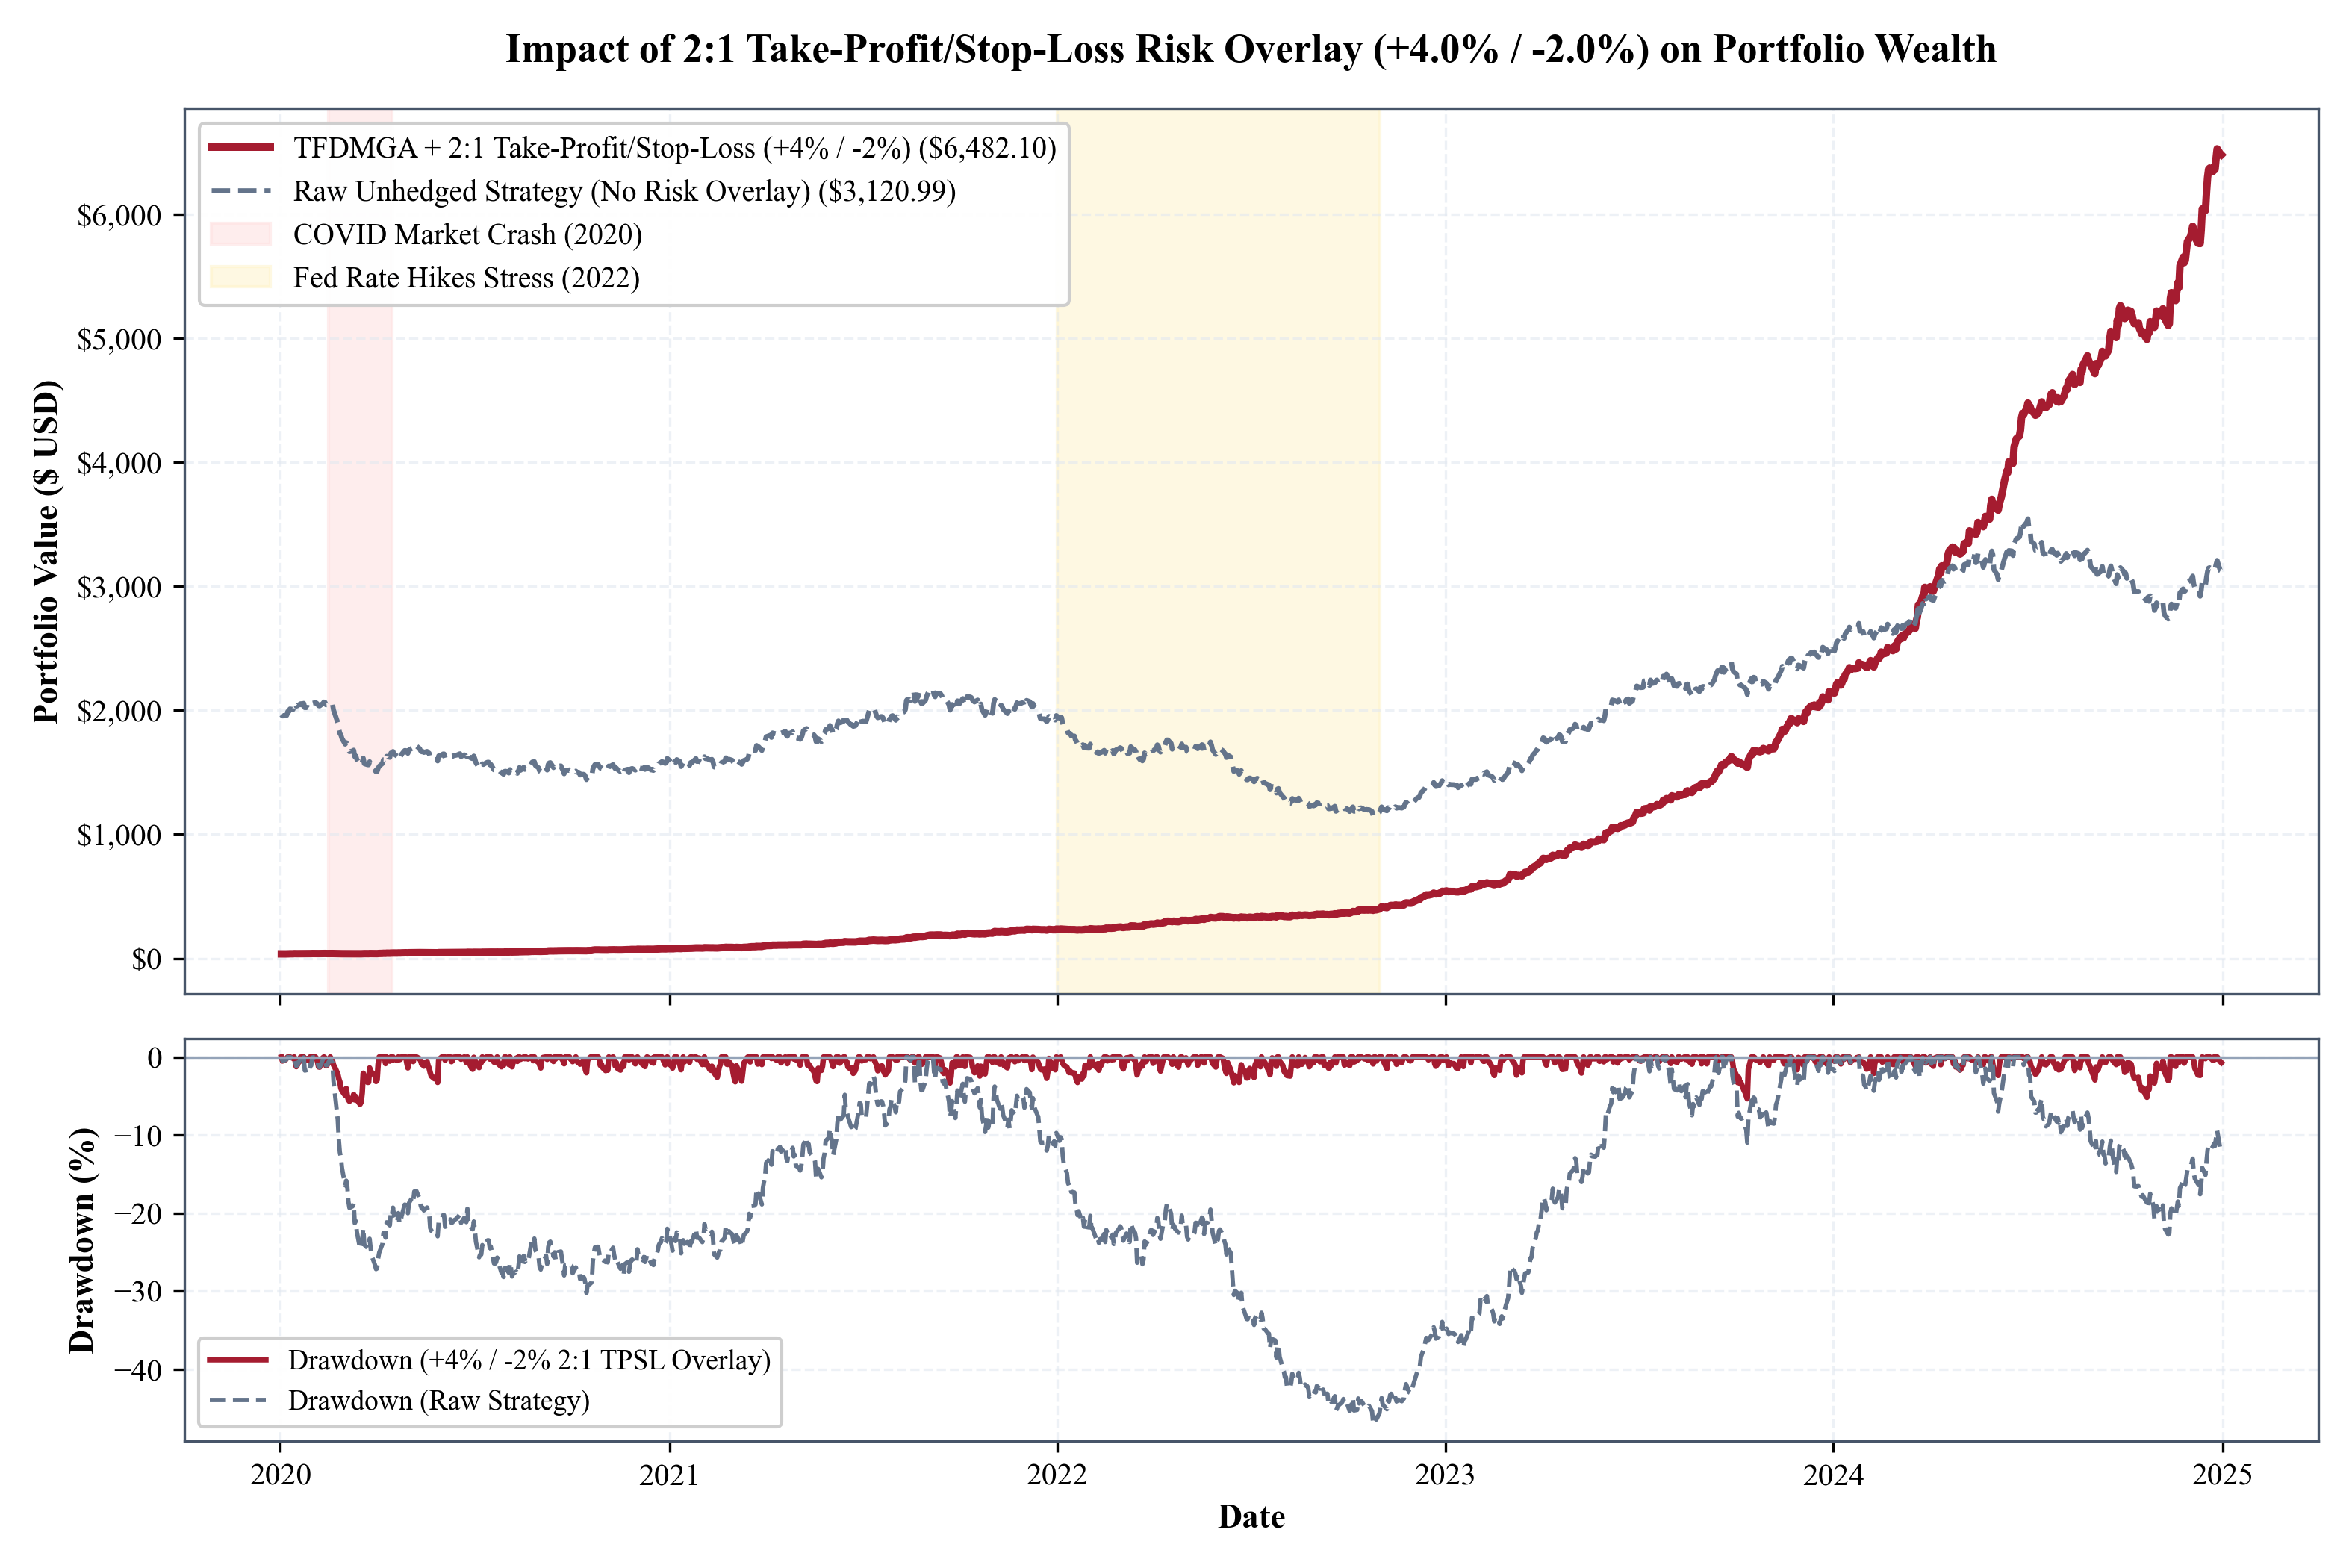 Impact of 2:1 Take-Profit/Stop-Loss Risk Overlay (+4.0% / -2.0%) on Portfolio Wealth
TFDMGA + 2:1 Take-Profit/Stop-Loss (+4% / -2%) ($6,482.10)
Raw Unhedged Strategy (No Risk Overlay) ($3,120.99)
COVID Market Crash (2020)
Fed Rate Hikes Stress (2022)
Portfolio Value ($ USD)
$6,000
$5,000
$4,000
$3,000
$2,000
$1,000
$0
Drawdown (%)
0
−10
−20
−30
−40
Drawdown (+4% / -2% 2:1 TPSL Overlay)
Drawdown (Raw Strategy)
2020
2021
2022
2023
2024
2025
Date